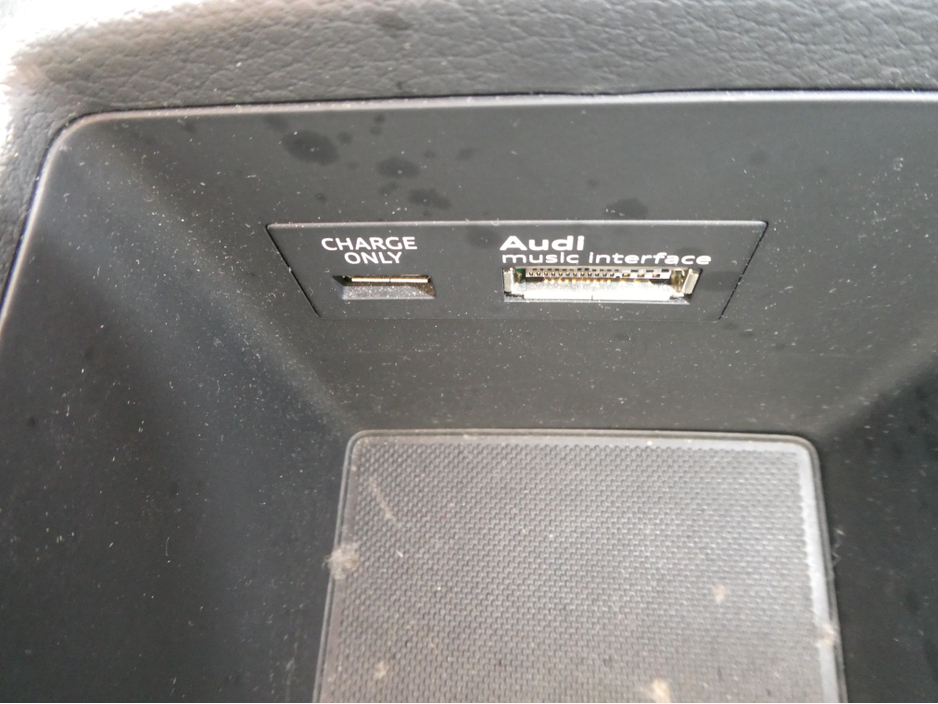 CHARGE
ONLY
Audi
music interface